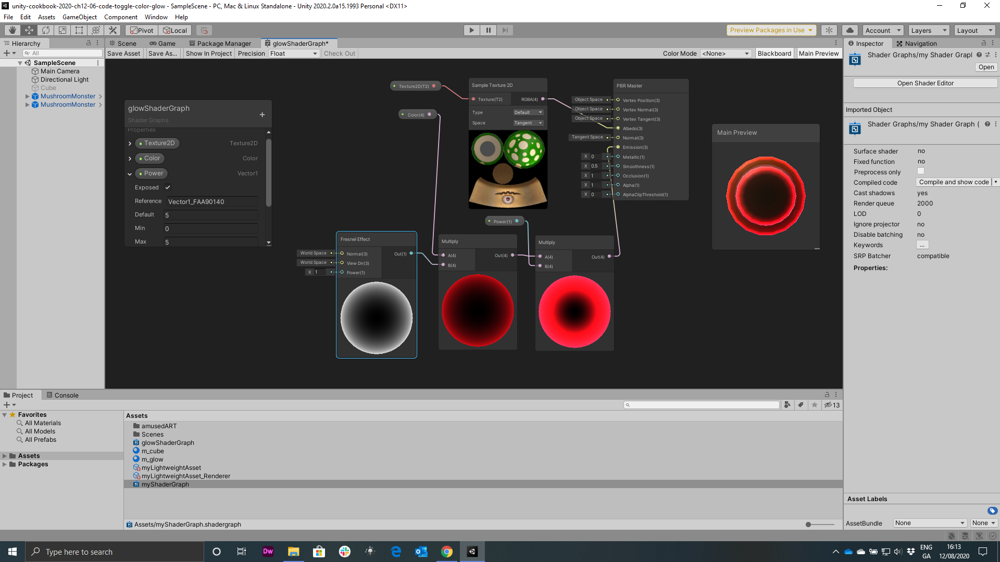 unity-cookbook-2020-ch12-06-code-toggle-color-glow - SampleScene - PC, Mac & Linux Standalone - Unity 2020.2.0a15.1993 Personal <DX11>
File Edit Assets GameObject Component Window Help
Pivot Local Preview Packages in Use Account Layers Layout
Hierarchy
All
SampleScene
Main Camera
Directional Light
Cube
MushroomMonster
MushroomMonster
Scene Game Package Manager glowShaderGraph*
Save Asset Save As... Show In Project Precision Float Check Out Color Mode <None> Blackboard Main Preview
glowShaderGraph
Shader Graphs
Properties
Texture2D Texture2D
Color Color
Power Vector1
Exposed
Reference Vector1_FAA90140
Default 5
Min 0
Max 5
Texture2D(T2)
Color(4)
Sample Texture 2D
Texture(T2) RGBA(4)
Type Default
Space Tangent
PBR Master
Object Space Vertex Position(3)
Object Space Vertex Normal(3)
Object Space Vertex Tangent(3)
Albedo(3)
Tangent Space Normal(3)
Emission(3)
X 0 Metallic(1)
X 0.5 Smoothness(1)
X 1 Occlusion(1)
X 1 Alpha(1)
X 0 AlphaClipThreshold(1)
Main Preview
Power(1)
Fresnel Effect
World Space Normal(3) Out(1)
World Space View Dir(3)
X 1 Power(1)
Multiply
A(4) Out(4)
B(4)
Multiply
A(4) Out(4)
B(4)
Inspector Navigation
Shader Graphs/my Shader Grapl
Open
Open Shader Editor
Imported Object
Shader Graphs/my Shader Graph (
Surface shader no
Fixed function no
Preprocess only
Compiled code Compile and show code
Cast shadows yes
Render queue 2000
LOD 0
Ignore projector no
Disable batching no
Keywords ...
SRP Batcher compatible
Properties:
Project Console
13
Favorites
All Materials
All Models
All Prefabs
Assets
Packages
Assets
amusedART
Scenes
glowShaderGraph
m_cube
m_glow
myLightweightAsset
myLightweightAsset_Renderer
myShaderGraph
Assets/myShaderGraph.shadergraph
Asset Labels
AssetBundle None None
Type here to search
Dw
ENG
GA
16:13
12/08/2020